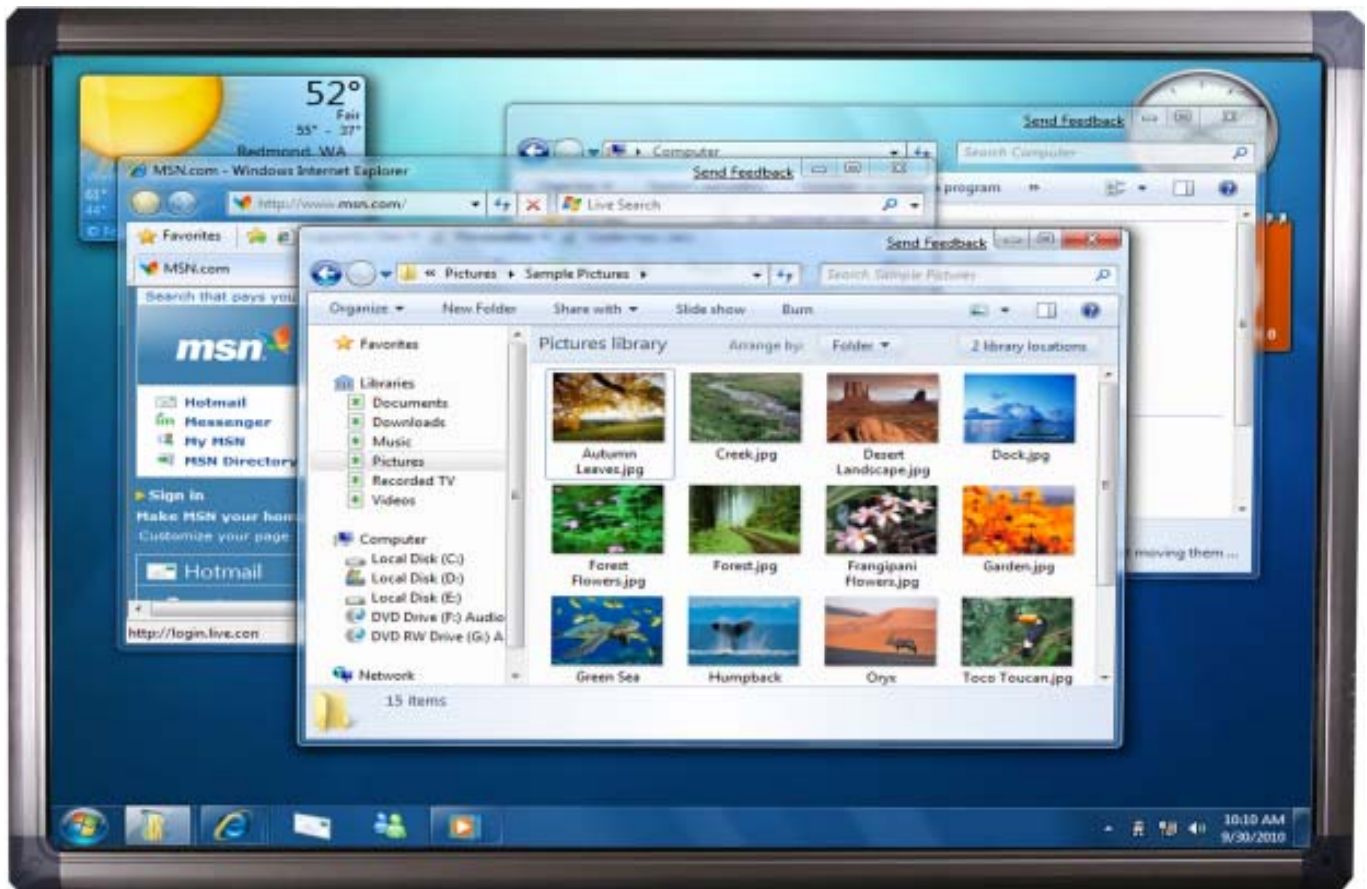 52°
Fair
55° - 37°
Redmond, WA
61°
44°
Send Feedback
Computer
Search Computer
program »
MSN.com - Windows Internet Explorer
Send Feedback
http://www.msn.com/
Live Search
Favorites
MSN.com
Search that pays you
msn
Hotmail
Messenger
My MSN
MSN Directory
Sign in
Make MSN your hom
Customize your page
Hotmail
http://login.live.con
Send Feedback
« Pictures Sample Pictures
Search Sample Pictures
Organize New Folder Share with Slide show Burn
Favorites
Libraries
Documents
Downloads
Music
Pictures
Recorded TV
Videos
Computer
Local Disk (C:)
Local Disk (D:)
Local Disk (E:)
DVD Drive (F:) Audio
DVD RW Drive (G:) A
Network
Pictures library
Arrange by: Folder
2 library locations
Autumn
Leaves.jpg
Creek.jpg
Desert
Landscape.jpg
Dock.jpg
Forest
Flowers.jpg
Forest.jpg
Frangipani
Flowers.jpg
Garden.jpg
Green Sea
Humpback
Oryx
Toco Toucan.jpg
15 items
moving them ...
10:10 AM
9/30/2010